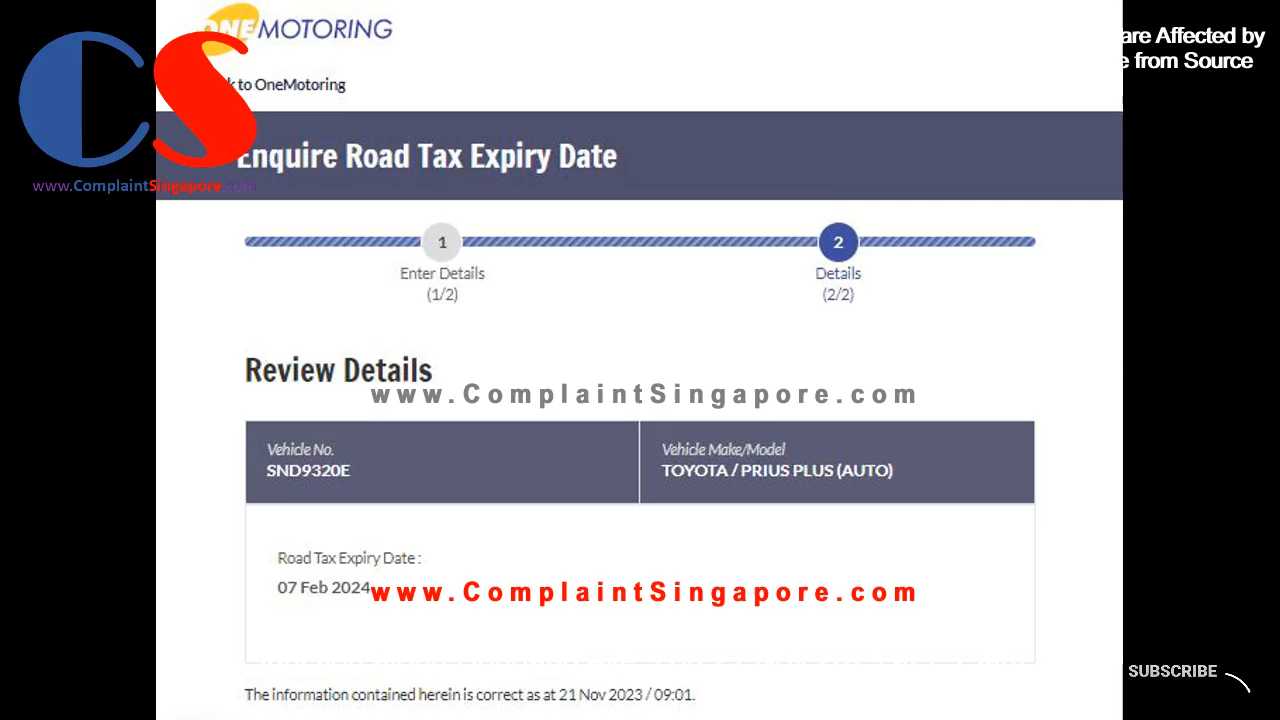 ONEMOTORING
are Affected by
e from Source
k to OneMotoring
CS
Enquire Road Tax Expiry Date
www.ComplaintSingapore.com
1
2
Enter Details
Details
(1/2)
(2/2)
Review Details
www.ComplaintSingapore.com
Vehicle No.
Vehicle Make/Model
SND9320E
TOYOTA / PRIUS PLUS (AUTO)
Road Tax Expiry Date :
07 Feb 2024
www.ComplaintSingapore.com
SUBSCRIBE
The information contained herein is correct as at 21 Nov 2023 / 09:01.